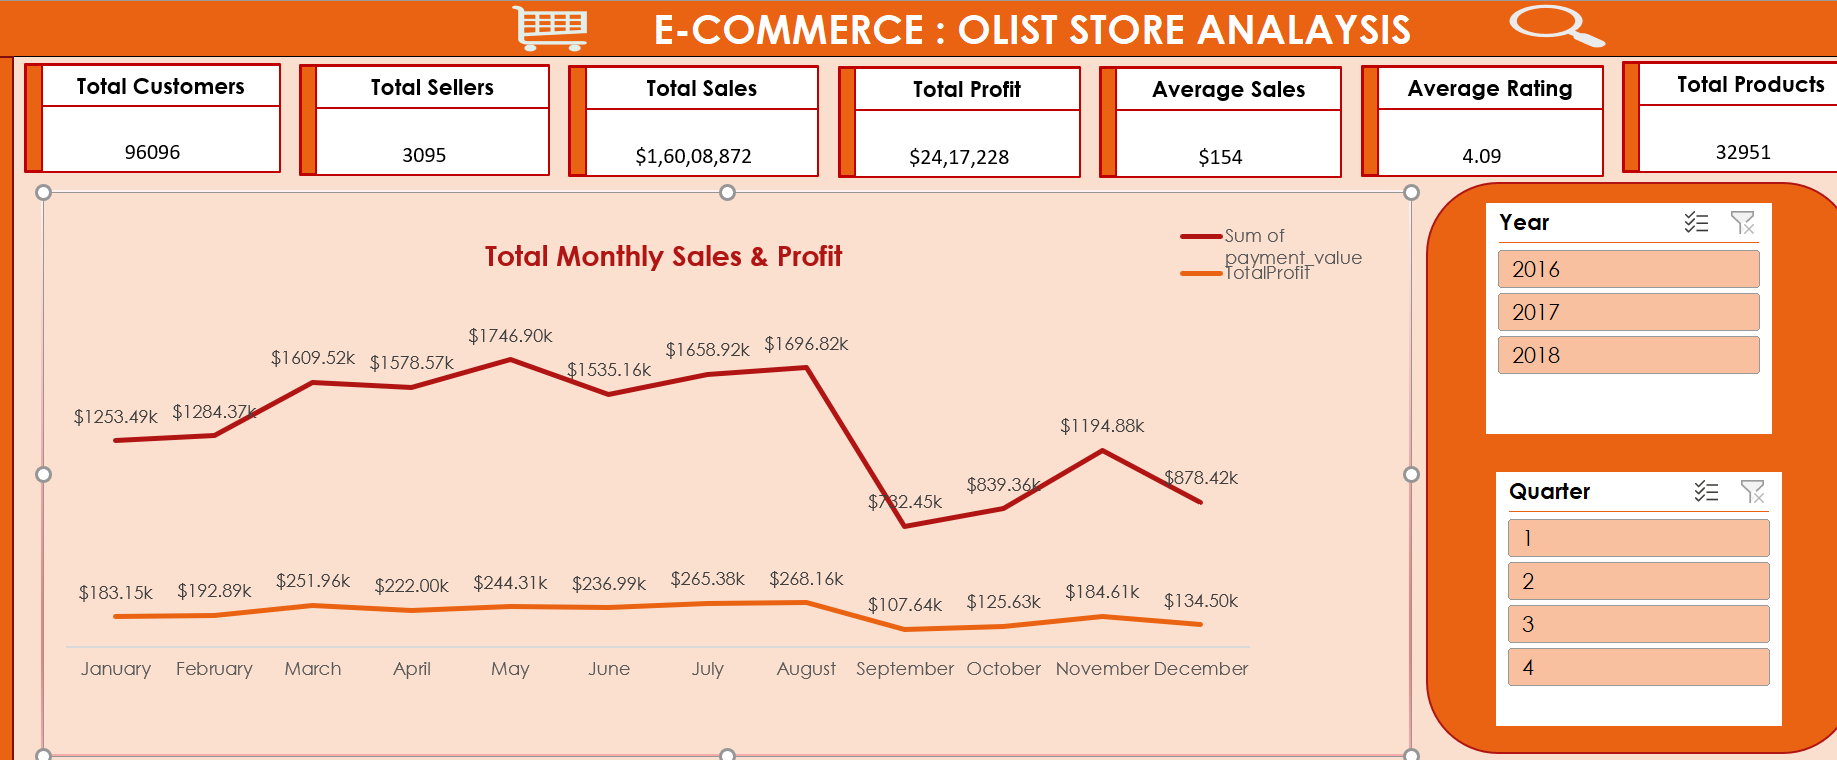 E-COMMERCE : OLIST STORE ANALAYSIS
Total Customers
96096
Total Sellers
3095
Total Sales
$1,60,08,872
Total Profit
$24,17,228
Average Sales
$154
Average Rating
4.09
Total Products
32951
Total Monthly Sales & Profit
Sum of
payment_value
TotalProfit
$1253.49k
$1284.37k
$1609.52k
$1578.57k
$1746.90k
$1535.16k
$1658.92k
$1696.82k
$732.45k
$839.36k
$1194.88k
$878.42k
$183.15k
$192.89k
$251.96k
$222.00k
$244.31k
$236.99k
$265.38k
$268.16k
$107.64k
$125.63k
$184.61k
$134.50k
January February March April May June July August September October November December
Year
2016
2017
2018
Quarter
1
2
3
4